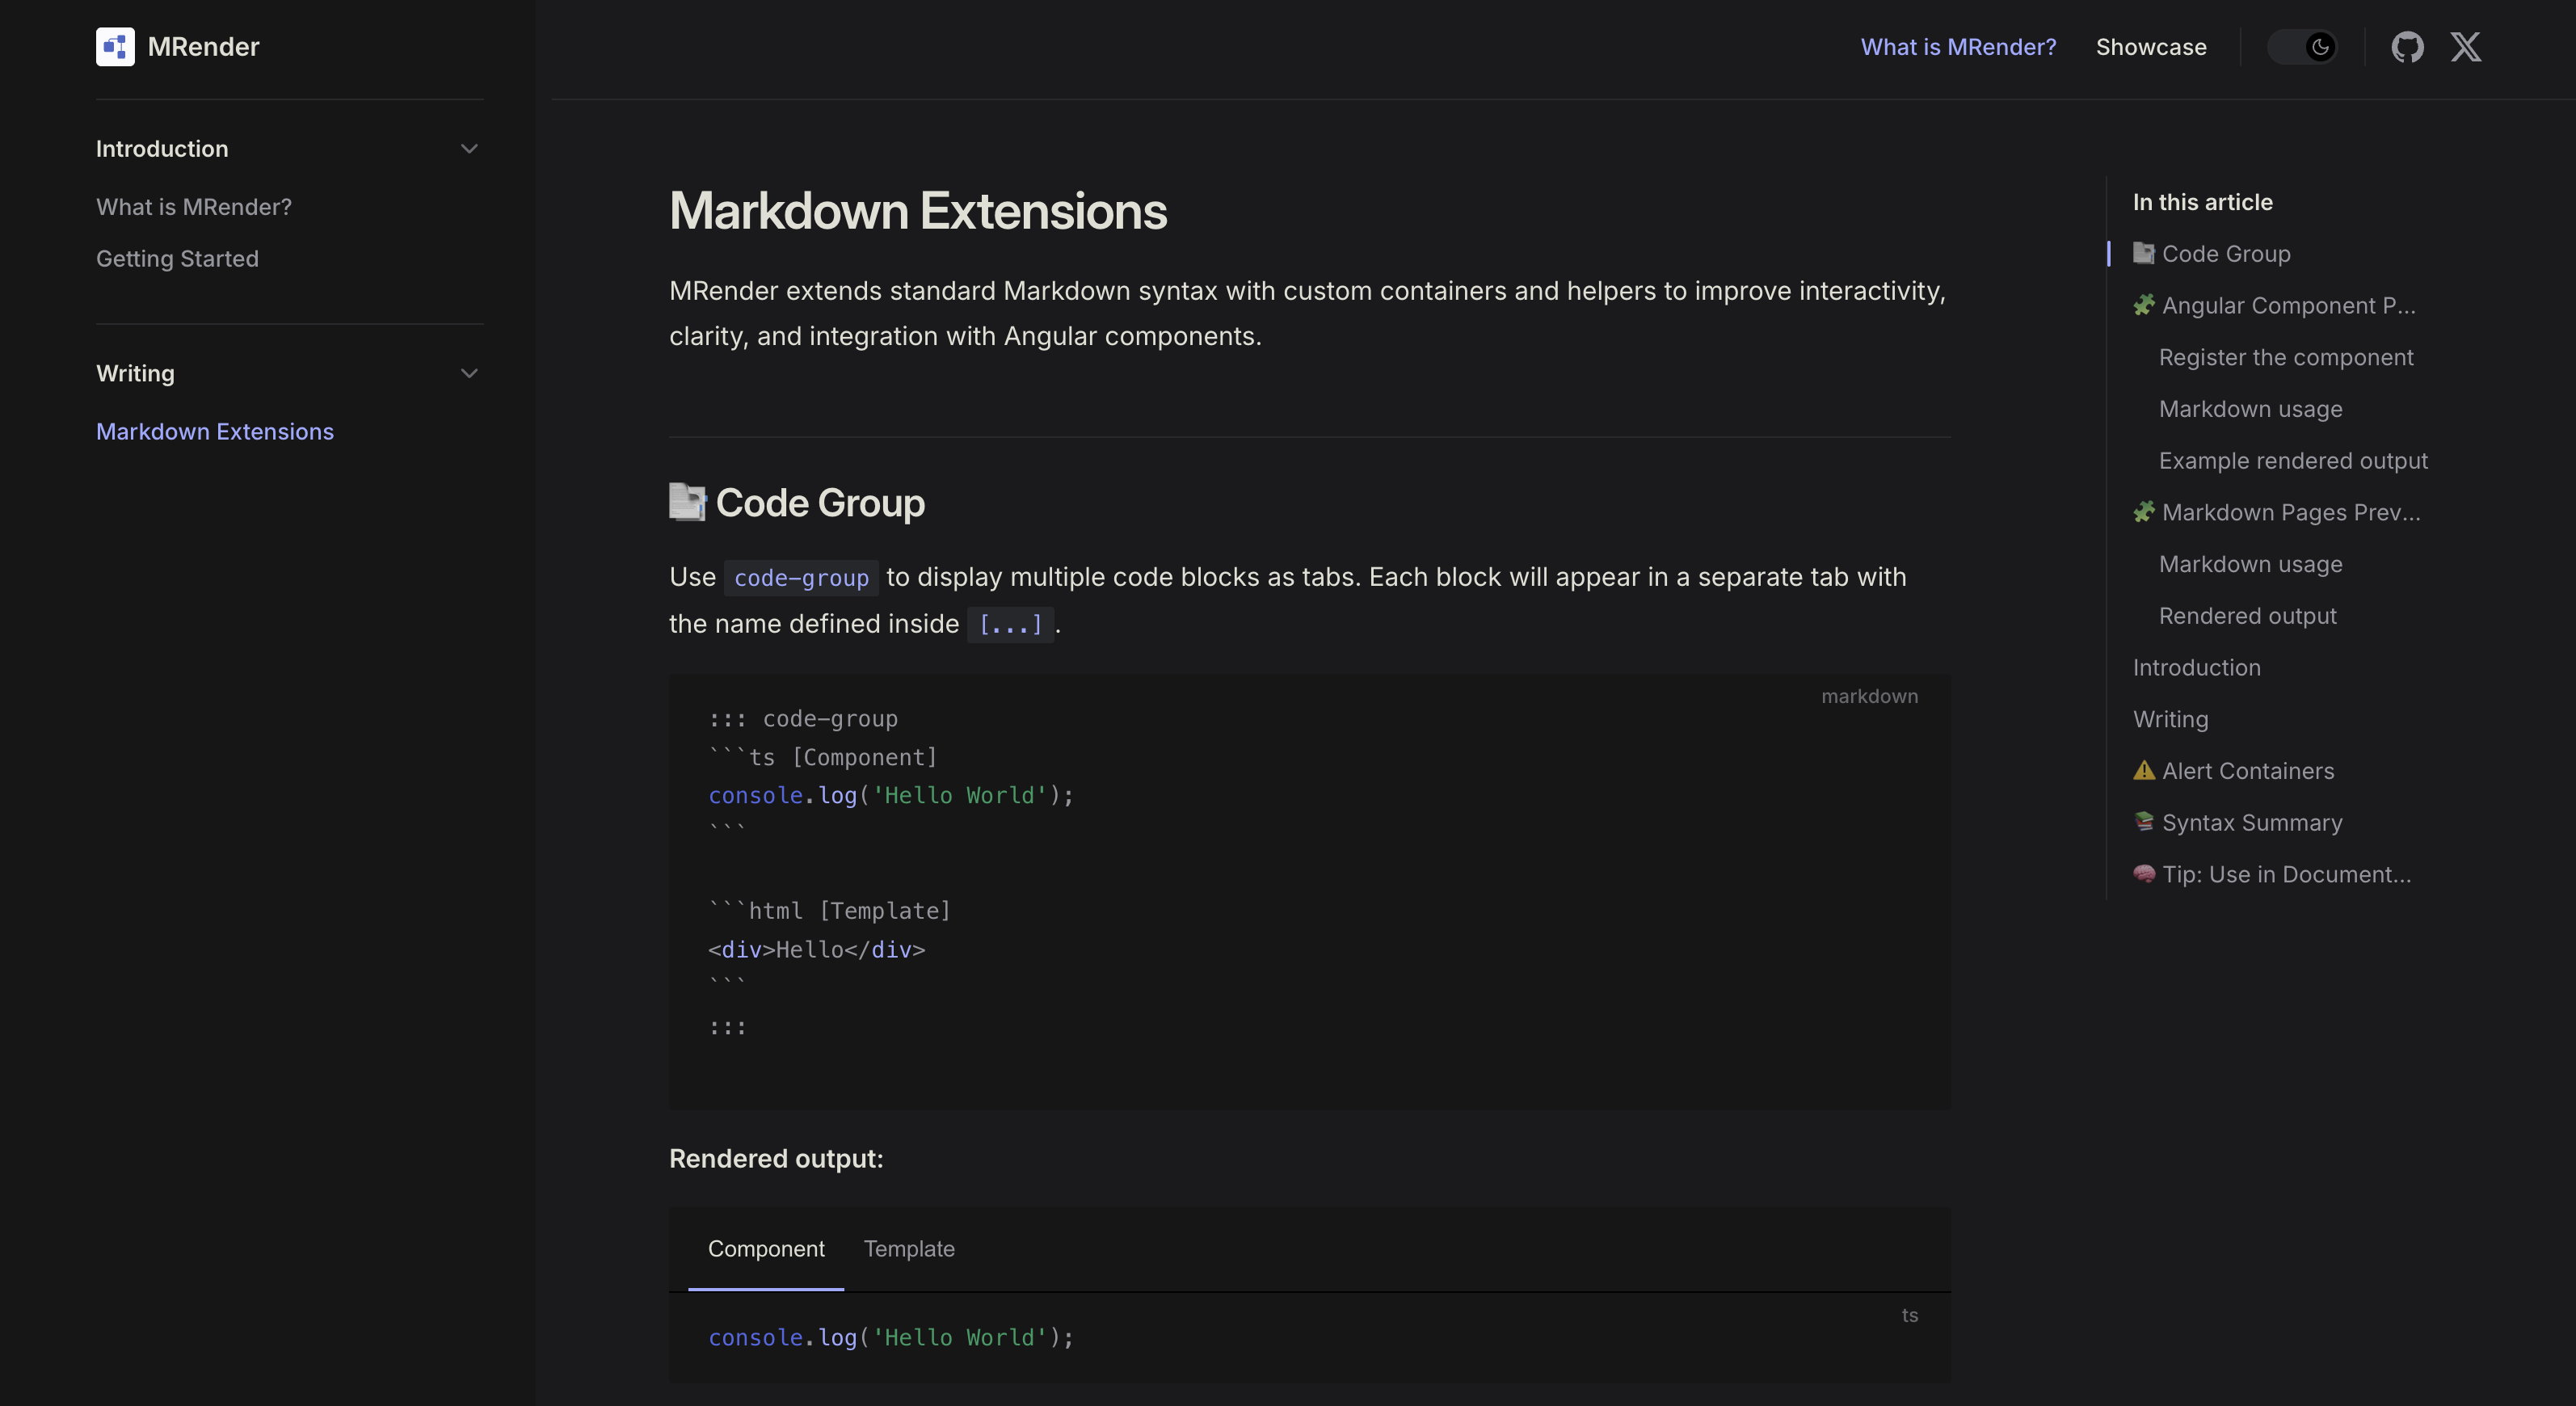 MRender
What is MRender?
Showcase
Introduction
What is MRender?
Getting Started
Writing
Markdown Extensions
Markdown Extensions
MRender extends standard Markdown syntax with custom containers and helpers to improve interactivity,
clarity, and integration with Angular components.
Code Group
Use code-group to display multiple code blocks as tabs. Each block will appear in a separate tab with
the name defined inside [...] .
markdown
::: code-group
```ts [Component]
console.log('Hello World');
```
```html [Template]
<div>Hello</div>
```
:::
Rendered output:
Component
Template
ts
console.log('Hello World');
In this article
Code Group
Angular Component P...
Register the component
Markdown usage
Example rendered output
Markdown Pages Prev...
Markdown usage
Rendered output
Introduction
Writing
Alert Containers
Syntax Summary
Tip: Use in Document...